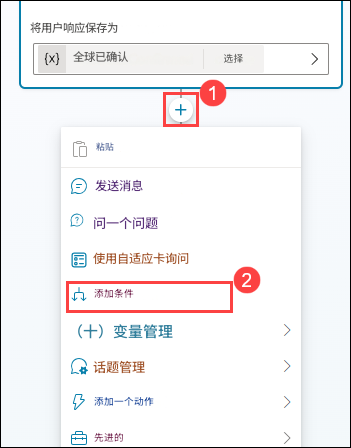 将用户响应保存为
{x} 全球已确认 选择
1
粘贴
发送消息
问一个问题
使用自适应卡询问
2
添加条件
（十）变量管理
话题管理
添加一个动作
先进的